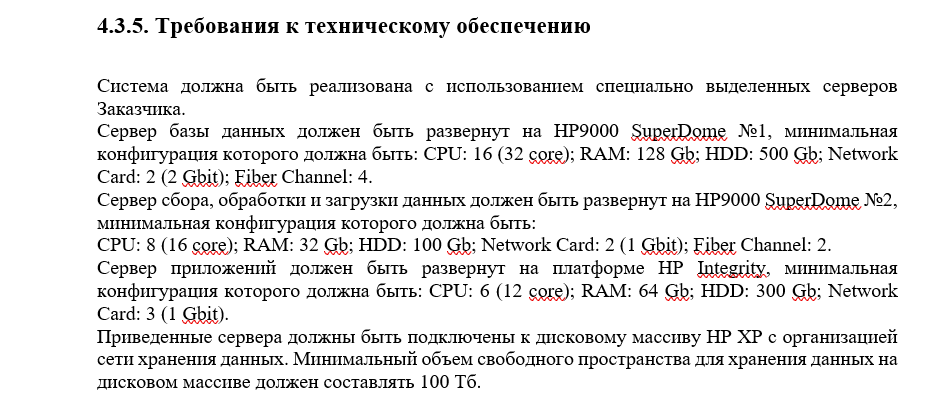 4.3.5. Требования к техническому обеспечению
Система должна быть реализована с использованием специально выделенных серверов
Заказчика.
Сервер базы данных должен быть развернут на HP9000 SuperDome №1, минимальная
конфигурация которого должна быть: CPU: 16 (32 core); RAM: 128 Gb; HDD: 500 Gb; Network
Card: 2 (2 Gbit); Fiber Channel: 4.
Сервер сбора, обработки и загрузки данных должен быть развернут на HP9000 SuperDome №2,
минимальная конфигурация которого должна быть:
CPU: 8 (16 core); RAM: 32 Gb; HDD: 100 Gb; Network Card: 2 (1 Gbit); Fiber Channel: 2.
Сервер приложений должен быть развернут на платформе HP Integrity, минимальная
конфигурация которого должна быть: CPU: 6 (12 core); RAM: 64 Gb; HDD: 300 Gb; Network
Card: 3 (1 Gbit).
Приведенные сервера должны быть подключены к дисковому массиву HP XP с организацией
сети хранения данных. Минимальный объем свободного пространства для хранения данных на
дисковом массиве должен составлять 100 Тб.